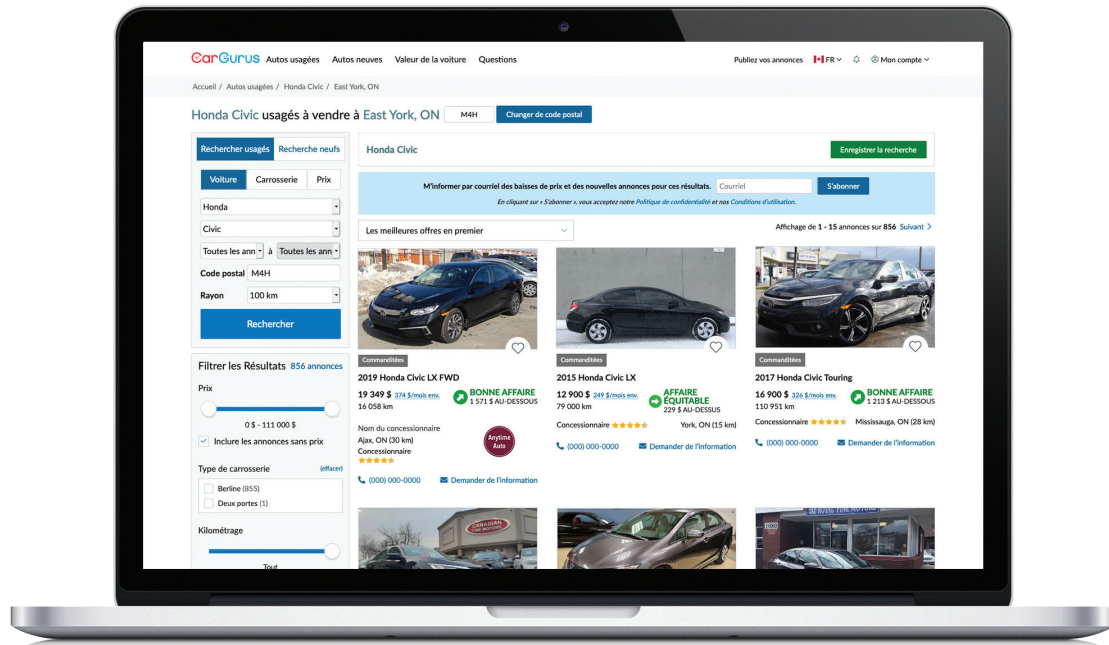 CarGurus Autos usagées Autos neuves Valeur de la voiture Questions Publiez vos annonces FR Mon compte
Accueil / Autos usagées / Honda Civic / East York, ON
Honda Civic usagés à vendre à East York, ON M4H Changer de code postal
Rechercher usagés Recherche neufs
Voiture Carrosserie Prix
Honda
Civic
Toutes les ann à Toutes les ann
Code postal M4H
Rayon 100 km
Rechercher
Filtrer les Résultats 856 annonces
Prix
0 $ - 111 000 $
Inclure les annonces sans prix
Type de carrosserie (effacer)
Berline (855)
Deux portes (1)
Kilométrage
Tout
Honda Civic Enregistrer la recherche
M'informer par courriel des baisses de prix et des nouvelles annonces pour ces résultats. Courriel S'abonner
En cliquant sur « S'abonner », vous acceptez notre Politique de confidentialité et nos Conditions d'utilisation.
Les meilleures offres en premier Affichage de 1 - 15 annonces sur 856 Suivant
Commanditées
2019 Honda Civic LX FWD
19 349 $ 374 $/mois env. BONNE AFFAIRE
16 058 km 1 571 $ AU-DESSOUS
Nom du concessionnaire
Ajax, ON (30 km)
Concessionnaire
Anytime
Auto
(000) 000-0000 Demander de l'information
Commanditées
2015 Honda Civic LX
12 900 $ 249 $/mois env. AFFAIRE
ÉQUITABLE
79 000 km 229 $ AU-DESSUS
Concessionnaire York, ON (15 km)
(000) 000-0000 Demander de l'information
Commanditées
2017 Honda Civic Touring
16 900 $ 326 $/mois env. BONNE AFFAIRE
110 951 km 1 213 $ AU-DESSOUS
Concessionnaire Mississauga, ON (28 km)
(000) 000-0000 Demander de l'information
CANADIAN
FINE MOTORS
FINE MOTORS